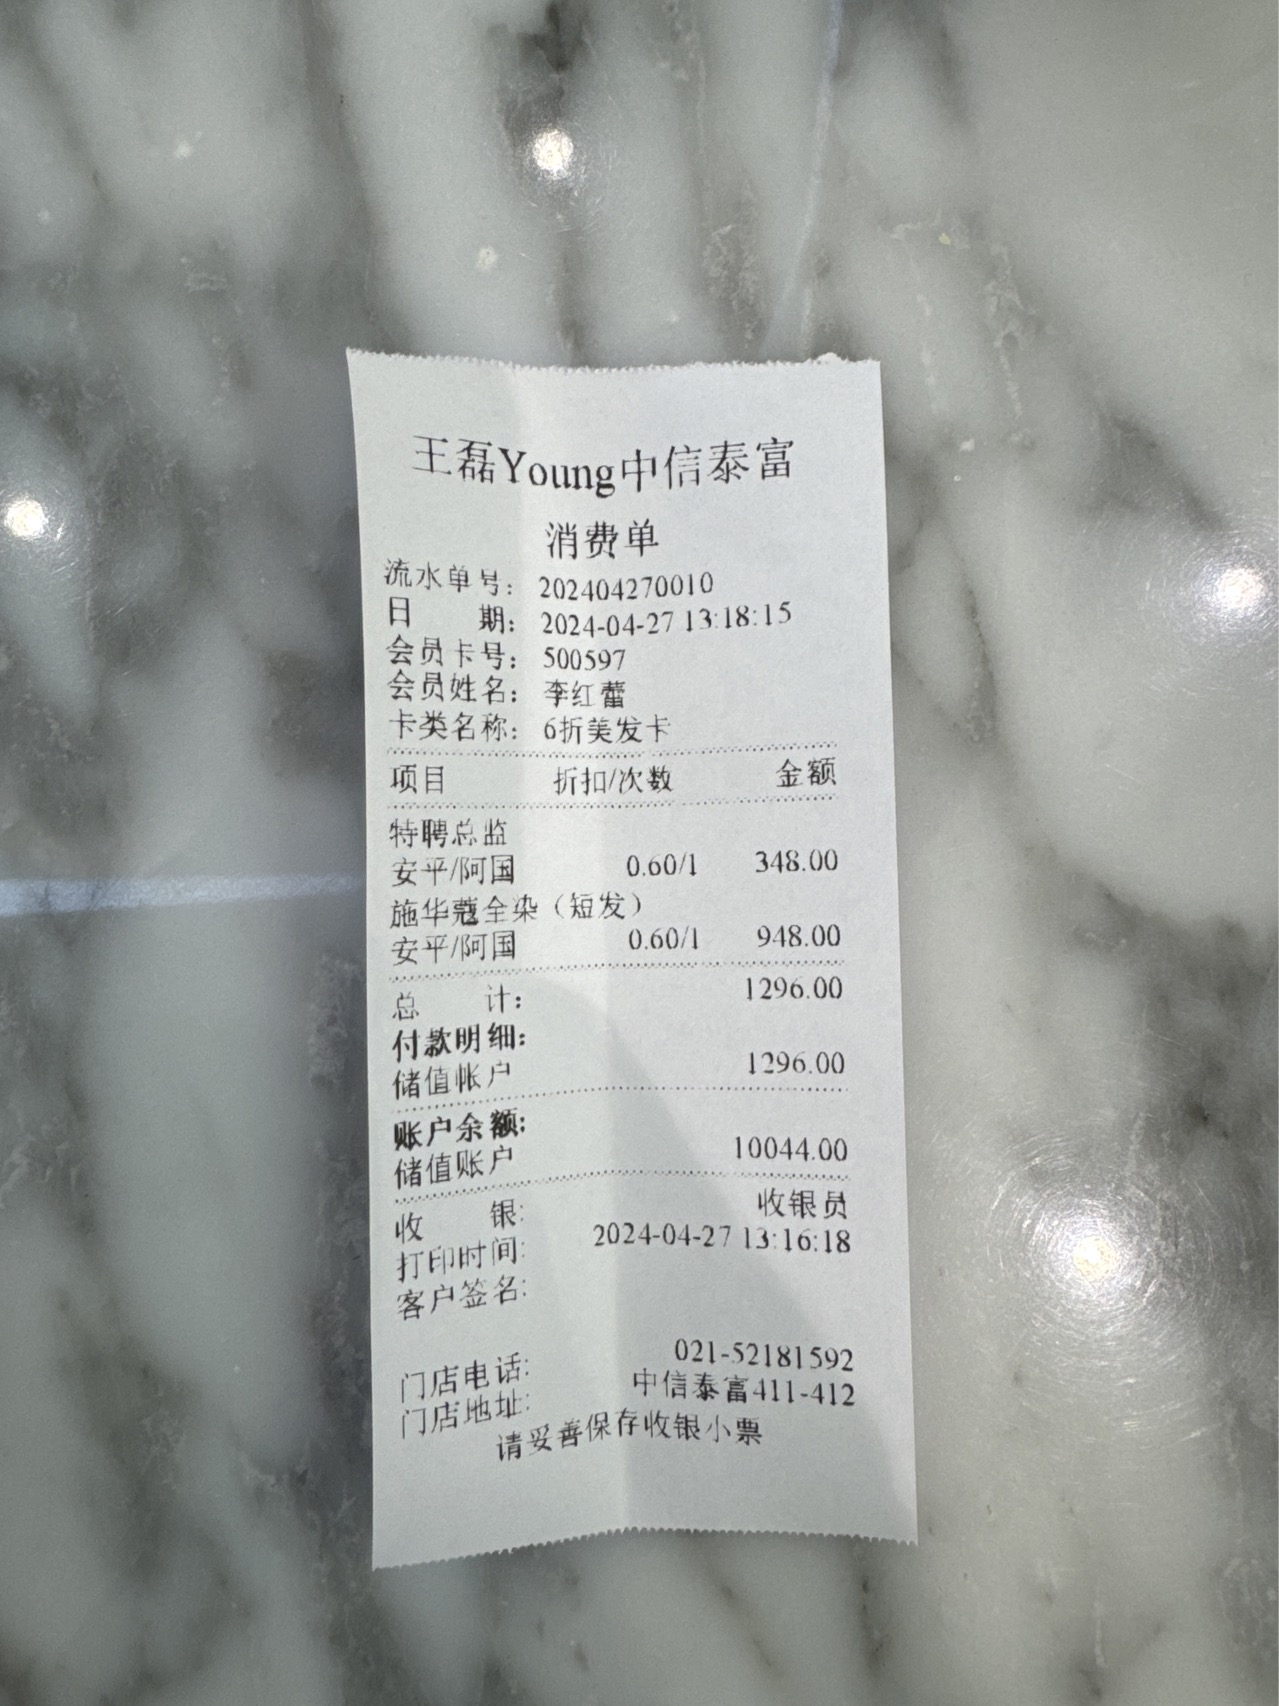 王磊Young中信泰富
消费单
流水单号： 202404270010
日 期： 2024-04-27 13:18:15
会员卡号： 500597
会员姓名： 李红蕾
卡类名称： 6折美发卡
项目 折扣/次数 金额
特聘总监
安平/阿国 0.60/1 348.00
施华蔻全染（短发）
安平/阿国 0.60/1 948.00
总 计： 1296.00
付款明细：
储值帐户 1296.00
账户余额：
储值账户 10044.00
收 银： 收银员
打印时间： 2024-04-27 13:16:18
客户签名：
门店电话： 021-52181592
门店地址： 中信泰富411-412
请妥善保存收银小票